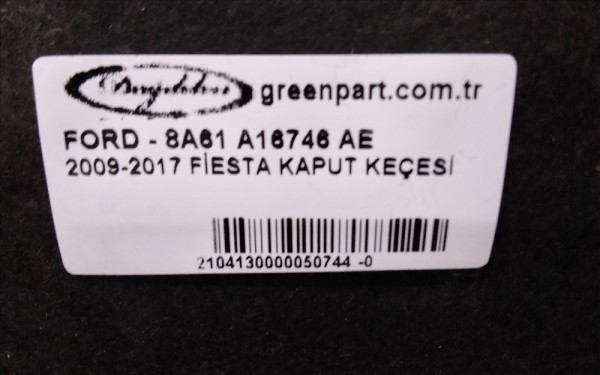 greenpart.com.tr
FORD - 8A61 A16746 AE
2009-2017 FİESTA KAPUT KEÇESİ
2104130000050744 -0